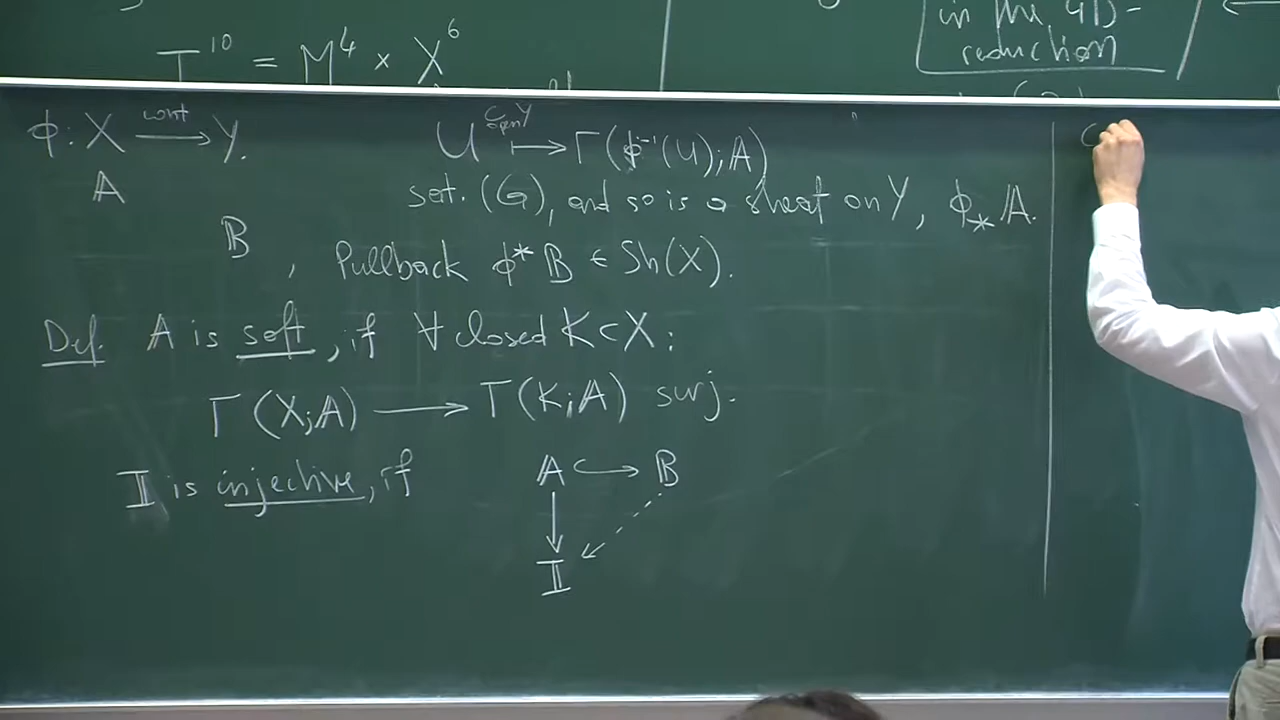 T^10 = M^4 × X^6
in the 4D-
reduction
ϕ: X —cont→ Y.
𝔸
𝔹
U ⊂open Y ⟼ Γ(ϕ⁻¹(U); 𝔸)
sat. (G), and so is a sheaf on Y, ϕ_* 𝔸.
, Pullback ϕ* 𝔹 ∈ Sh(X).
Def. 𝔸 is soft, if ∀ closed K ⊂ X:
Γ(X; 𝔸) ⟶ Γ(K; 𝔸) surj.
𝕀 is injective, if
𝔸 ↪ 𝔹
𝕀
C